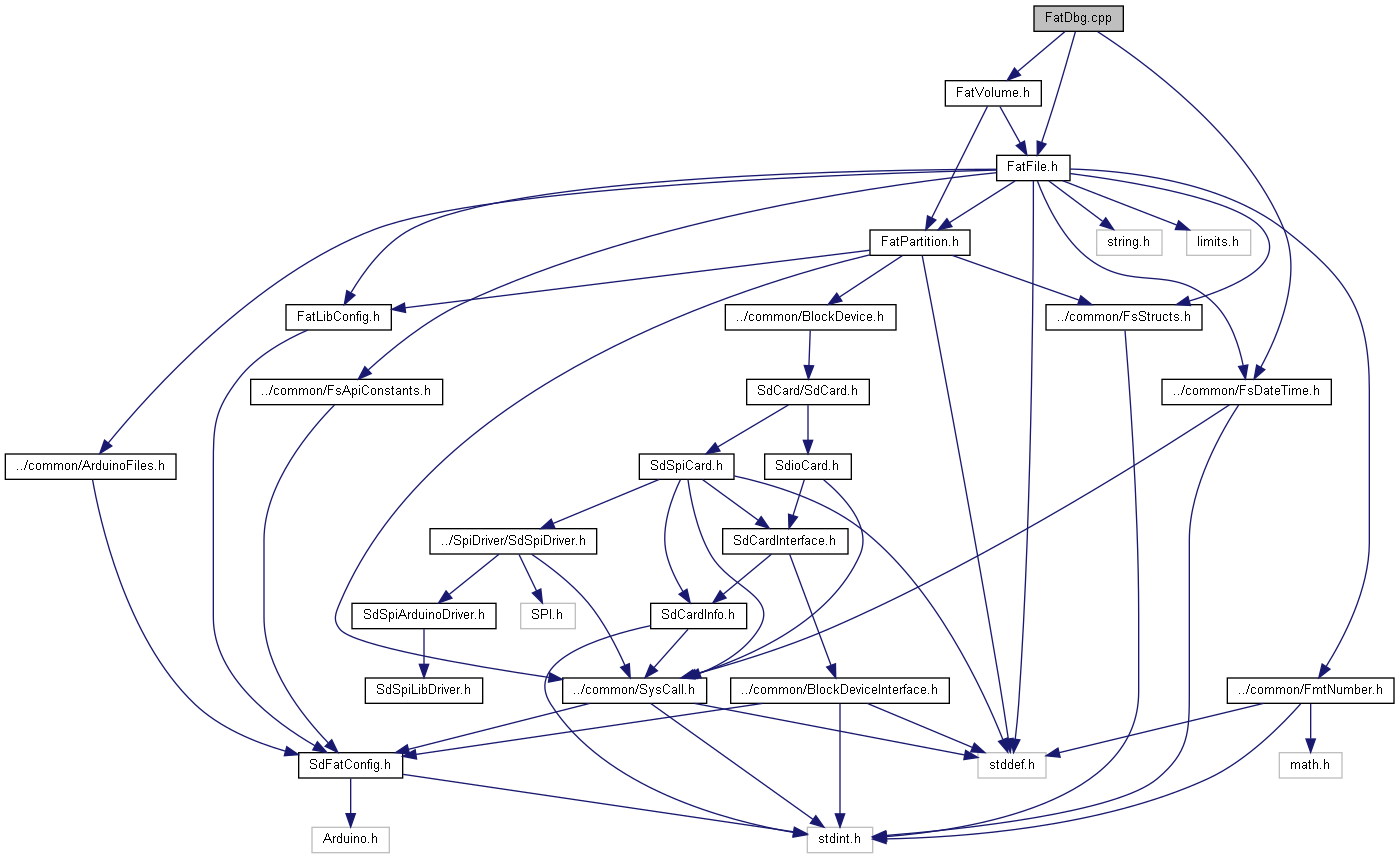 FatDbg.cpp
FatVolume.h
FatFile.h
FatPartition.h
string.h
limits.h
FatLibConfig.h
../common/BlockDevice.h
../common/FsStructs.h
../common/FsApiConstants.h
SdCard/SdCard.h
../common/FsDateTime.h
../common/ArduinoFiles.h
SdSpiCard.h
SdioCard.h
../SpiDriver/SdSpiDriver.h
SdCardInterface.h
SdSpiArduinoDriver.h
SPI.h
SdCardInfo.h
SdSpiLibDriver.h
../common/SysCall.h
../common/BlockDeviceInterface.h
../common/FmtNumber.h
SdFatConfig.h
stddef.h
math.h
Arduino.h
stdint.h